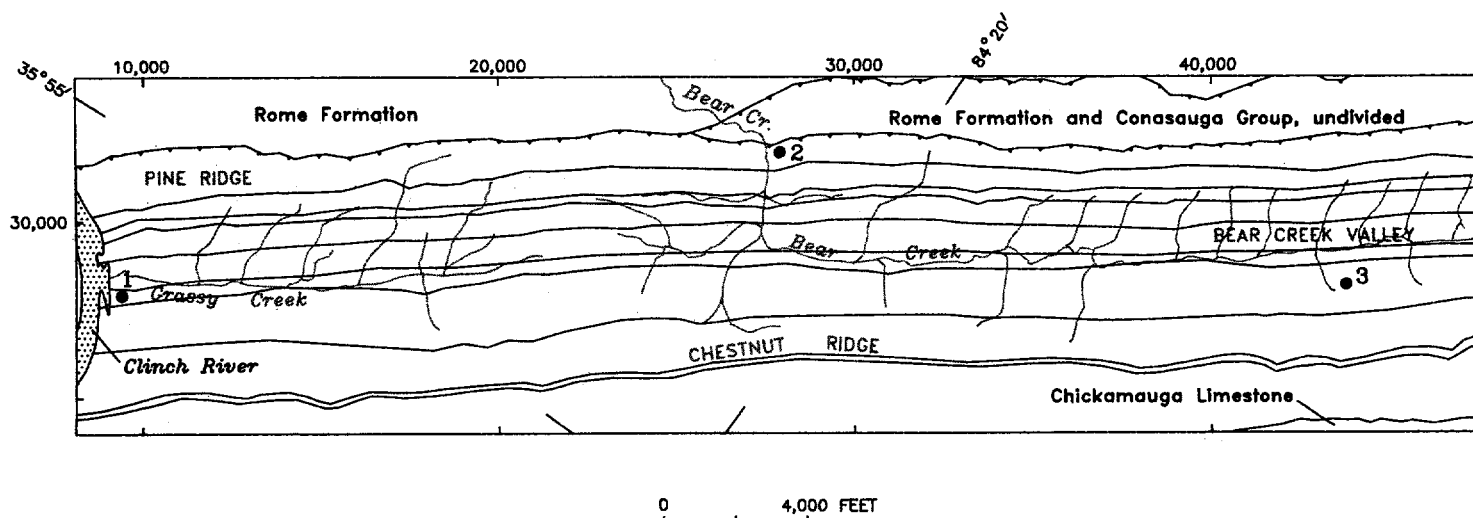 35°55′
10,000
20,000
30,000
84°20′
40,000
Rome Formation
Bear Cr.
Rome Formation and Conasauga Group, undivided
2
PINE RIDGE
30,000
BEAR CREEK VALLEY
Bear Creek
1
Grassy Creek
3
CHESTNUT RIDGE
Clinch River
Chickamauga Limestone
0 4,000 FEET